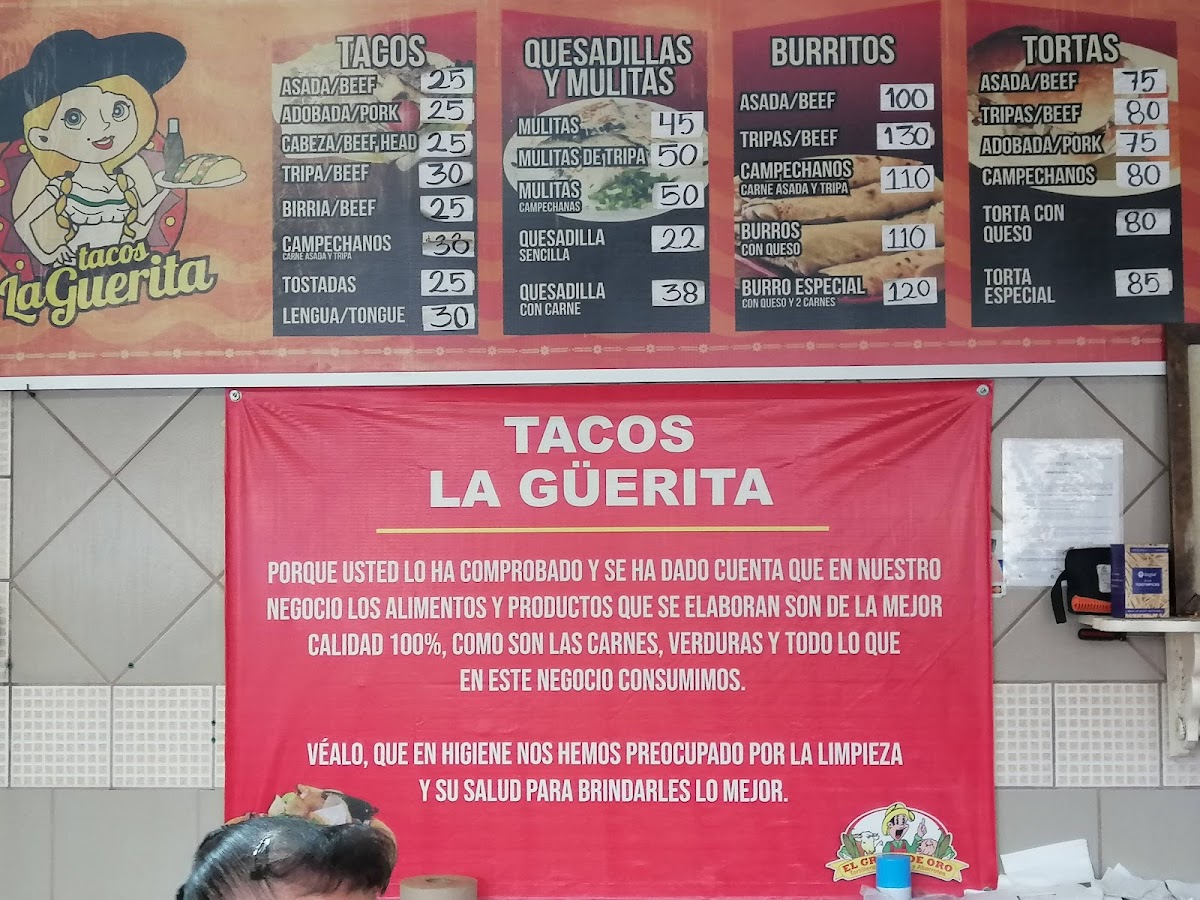 tacos
La Guerita
TACOS
ASADA/BEEF 25
ADOBADA/PORK 25
CABEZA/BEEF, HEAD 25
TRIPA/BEEF 30
BIRRIA/BEEF 25
CAMPECHANOS 30
CARNE ASADA Y TRIPA
TOSTADAS 25
LENGUA/TONGUE 30
QUESADILLAS
Y MULITAS
MULITAS 45
MULITAS DE TRIPA 50
MULITAS 50
CAMPECHANAS
QUESADILLA 22
SENCILLA
QUESADILLA 38
CON CARNE
BURRITOS
ASADA/BEEF 100
TRIPAS/BEEF 130
CAMPECHANOS 110
CARNE ASADA Y TRIPA
BURROS 110
CON QUESO
BURRO ESPECIAL 120
CON QUESO Y 2 CARNES
TORTAS
ASADA/BEEF 75
TRIPAS/BEEF 80
ADOBADA/PORK 75
CAMPECHANOS 80
TORTA CON 80
QUESO
TORTA 85
ESPECIAL
TACOS
LA GÜERITA
PORQUE USTED LO HA COMPROBADO Y SE HA DADO CUENTA QUE EN NUESTRO
NEGOCIO LOS ALIMENTOS Y PRODUCTOS QUE SE ELABORAN SON DE LA MEJOR
CALIDAD 100%, COMO SON LAS CARNES, VERDURAS Y TODO LO QUE
EN ESTE NEGOCIO CONSUMIMOS.
VÉALO, QUE EN HIGIENE NOS HEMOS PREOCUPADO POR LA LIMPIEZA
Y SU SALUD PARA BRINDARLES LO MEJOR.
EL DE ORO